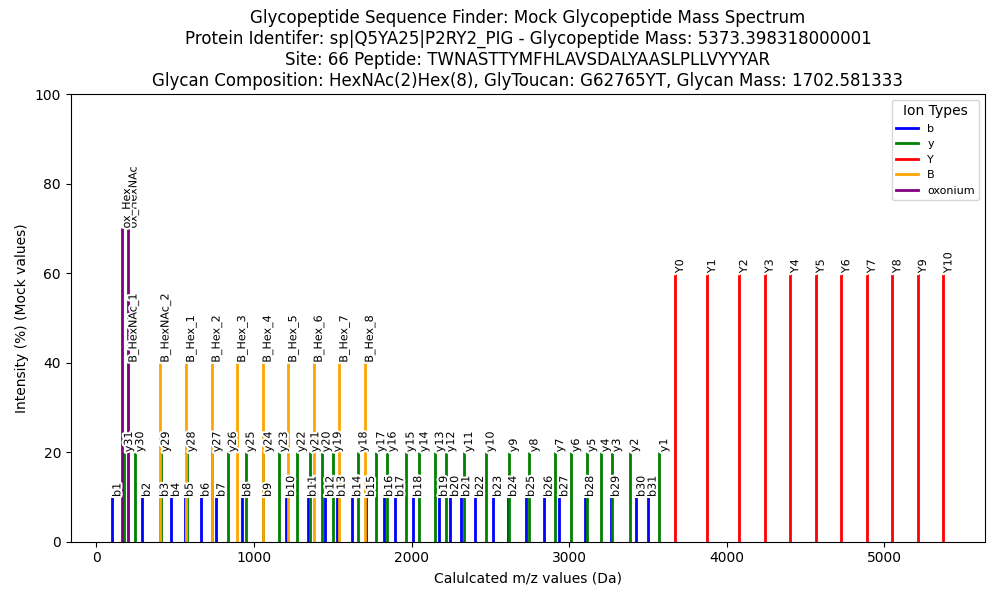 Glycopeptide Sequence Finder: Mock Glycopeptide Mass Spectrum
Protein Identifer: sp|Q5YA25|P2RY2_PIG - Glycopeptide Mass: 5373.398318000001
Site: 66 Peptide: TWNASTTYMFHLAVSDALYAASLPLLVYYYAR
Glycan Composition: HexNAc(2)Hex(8), GlyToucan: G62765YT, Glycan Mass: 1702.581333
Intensity (%) (Mock values)
100
80
60
40
20
0
Ion Types
b
y
Y
B
oxonium
ox_Hex
ox_HexNAc
Y0
Y1
Y2
Y3
Y4
Y5
Y6
Y7
Y8
Y9
Y10
B_HexNAc_1
B_HexNAc_2
B_Hex_1
B_Hex_2
B_Hex_3
B_Hex_4
B_Hex_5
B_Hex_6
B_Hex_7
B_Hex_8
y31
y30
y29
y28
y27
y26
y25
y24
y23
y22
y21
y20
y19
y18
y17
y16
y15
y14
y13
y12
y11
y10
y9
y8
y7
y6
y5
y4
y3
y2
y1
b1
b2
b3
b4
b5
b6
b7
b8
b9
b10
b11
b12
b13
b14
b15
b16
b17
b18
b19
b20
b21
b22
b23
b24
b25
b26
b27
b28
b29
b30
b31
0
1000
2000
3000
4000
5000
Calulcated m/z values (Da)